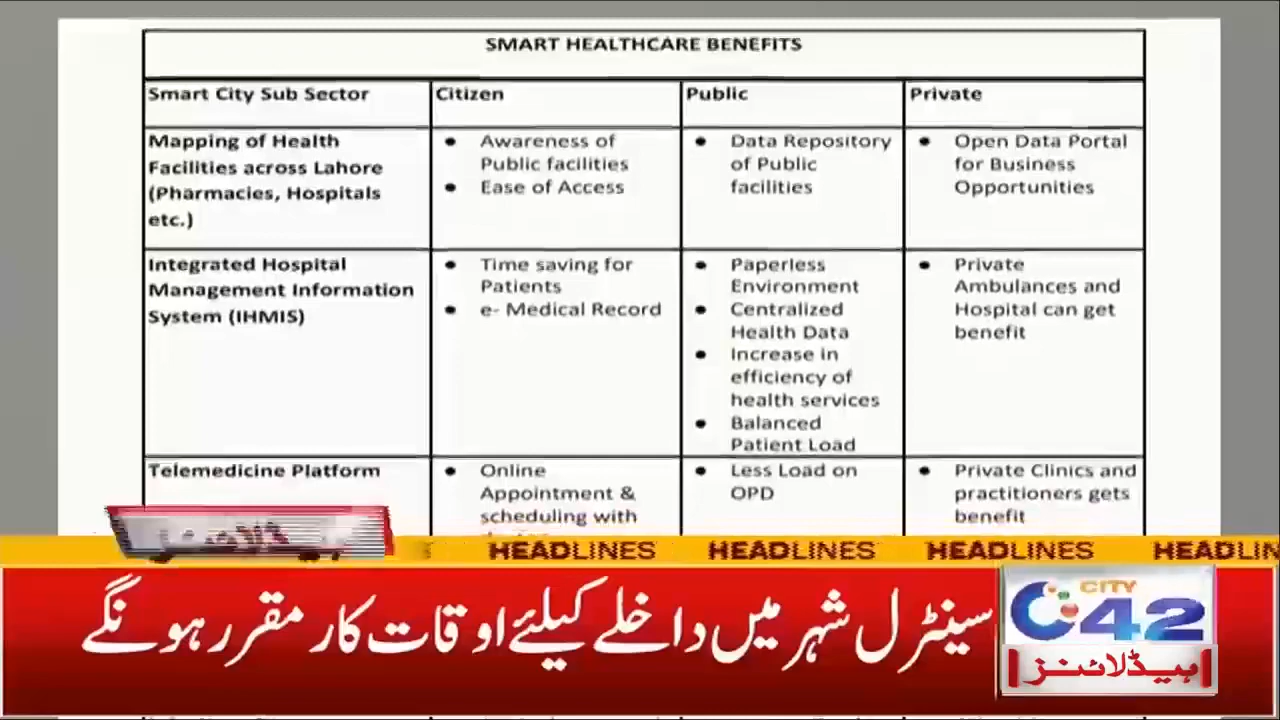 SMART HEALTHCARE BENEFITS
Smart City Sub Sector
Citizen
Public
Private
Mapping of Health
Facilities across Lahore
(Pharmacies, Hospitals
etc.)
● Awareness of
Public facilities
● Ease of Access
● Data Repository
of Public
facilities
● Open Data Portal
for Business
Opportunities
Integrated Hospital
Management Information
System (IHMIS)
● Time saving for
Patients
● e- Medical Record
● Paperless
Environment
● Centralized
Health Data
● Increase in
efficiency of
health services
● Balanced
Patient Load
● Private
Ambulances and
Hospital can get
benefit
Telemedicine Platform
● Online
Appointment &
scheduling with
● Less Load on
OPD
● Private Clinics and
practitioners gets
benefit
ہیڈلائنز
HEADLINES HEADLINES HEADLINES HEADLIN
سینٹرل شہر میں داخلے کیلئے اوقات کار مقرر ہونگے
CITY
42
ہیڈلائنز